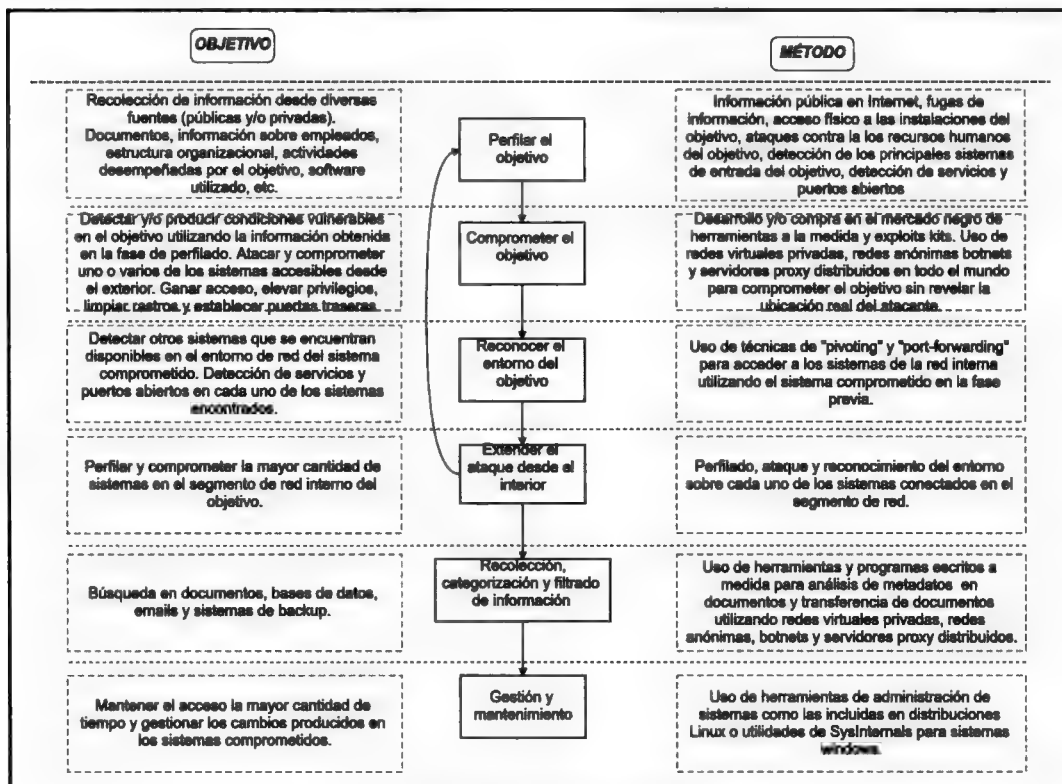 OBJETIVO
MÉTODO
Recolección de información desde diversas
fuentes (públicas y/o privadas).
Documentos, información sobre empleados,
estructura organizacional, actividades
desempeñadas por el objetivo, software
utilizado, etc.
Perfilar el
objetivo
Información pública en Internet, fugas de
información, acceso físico a las instalaciones del
objetivo, ataques contra la los recursos humanos
del objetivo, detección de los principales sistemas
de entrada del objetivo, detección de servicios y
puertos abiertos
Detectar y/o producir condiciones vulnerables
en el objetivo utilizando la información obtenida
en la fase de perfilado. Atacar y comprometer
uno o varios de los sistemas accesibles desde
el exterior. Ganar acceso, elevar privilegios,
limpiar rastros y establecer puertas traseras.
Comprometer el
objetivo
Desarrollo y/o compra en el mercado negro de
herramientas a la medida y exploits kits. Uso de
redes virtuales privadas, redes anónimas botnets
y servidores proxy distribuidos en todo el mundo
para comprometer el objetivo sin revelar la
ubicación real del atacante.
Detectar otros sistemas que se encuentran
disponibles en el entorno de red del sistema
comprometido. Detección de servicios y
puertos abiertos en cada uno de los sistemas
encontrados.
Reconocer el
entorno del
objetivo
Uso de técnicas de "pivoting" y "port-forwarding"
para acceder a los sistemas de la red interna
utilizando el sistema comprometido en la fase
previa.
Perfilar y comprometer la mayor cantidad de
sistemas en el segmento de red interno del
objetivo.
Extender el
ataque desde el
interior
Perfilado, ataque y reconocimiento del entorno
sobre cada uno de los sistemas conectados en el
segmento de red.
Búsqueda en documentos, bases de datos,
emails y sistemas de backup.
Recolección,
categorización y filtrado
de información
Uso de herramientas y programas escritos a
medida para análisis de metadatos en
documentos y transferencia de documentos
utilizando redes virtuales privadas, redes
anónimas, botnets y servidores proxy distribuidos.
Mantener el acceso la mayor cantidad de
tiempo y gestionar los cambios producidos en
los sistemas comprometidos.
Gestión y
mantenimiento
Uso de herramientas de administración de
sistemas como las incluidas en distribuciones
Linux o utilidades de SysInternals para sistemas
windows.